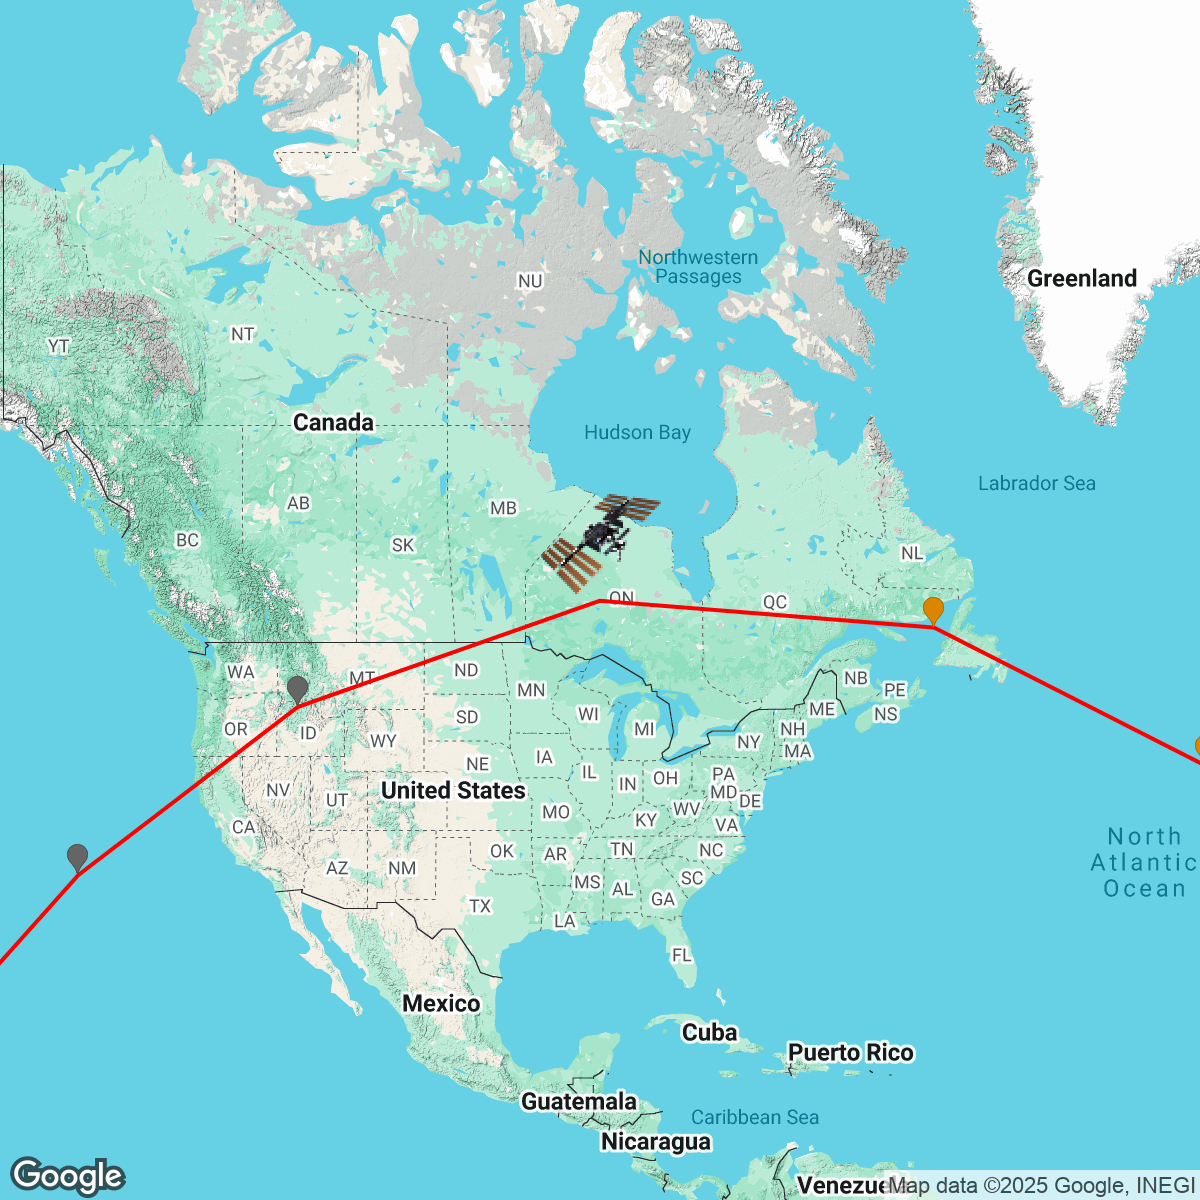 Northwestern
Passages
Greenland
NU
NT
YT
Canada
Hudson Bay
Labrador Sea
AB
MB
BC
SK
NL
ON
QC
WA
MT
ND
MN
NB
PE
NS
ME
OR
ID
SD
WI
MI
NH
WY
NY
MA
NE
IA
IL
IN
OH
PA
MD
DE
United States
NV
UT
MO
KY
WV
VA
CA
North
Atlantic
Ocean
OK
AR
TN
NC
AZ
NM
MS
AL
SC
GA
TX
LA
FL
Mexico
Cuba
Puerto Rico
Guatemala
Caribbean Sea
Nicaragua
Google
Map data ©2025 Google, INEGI